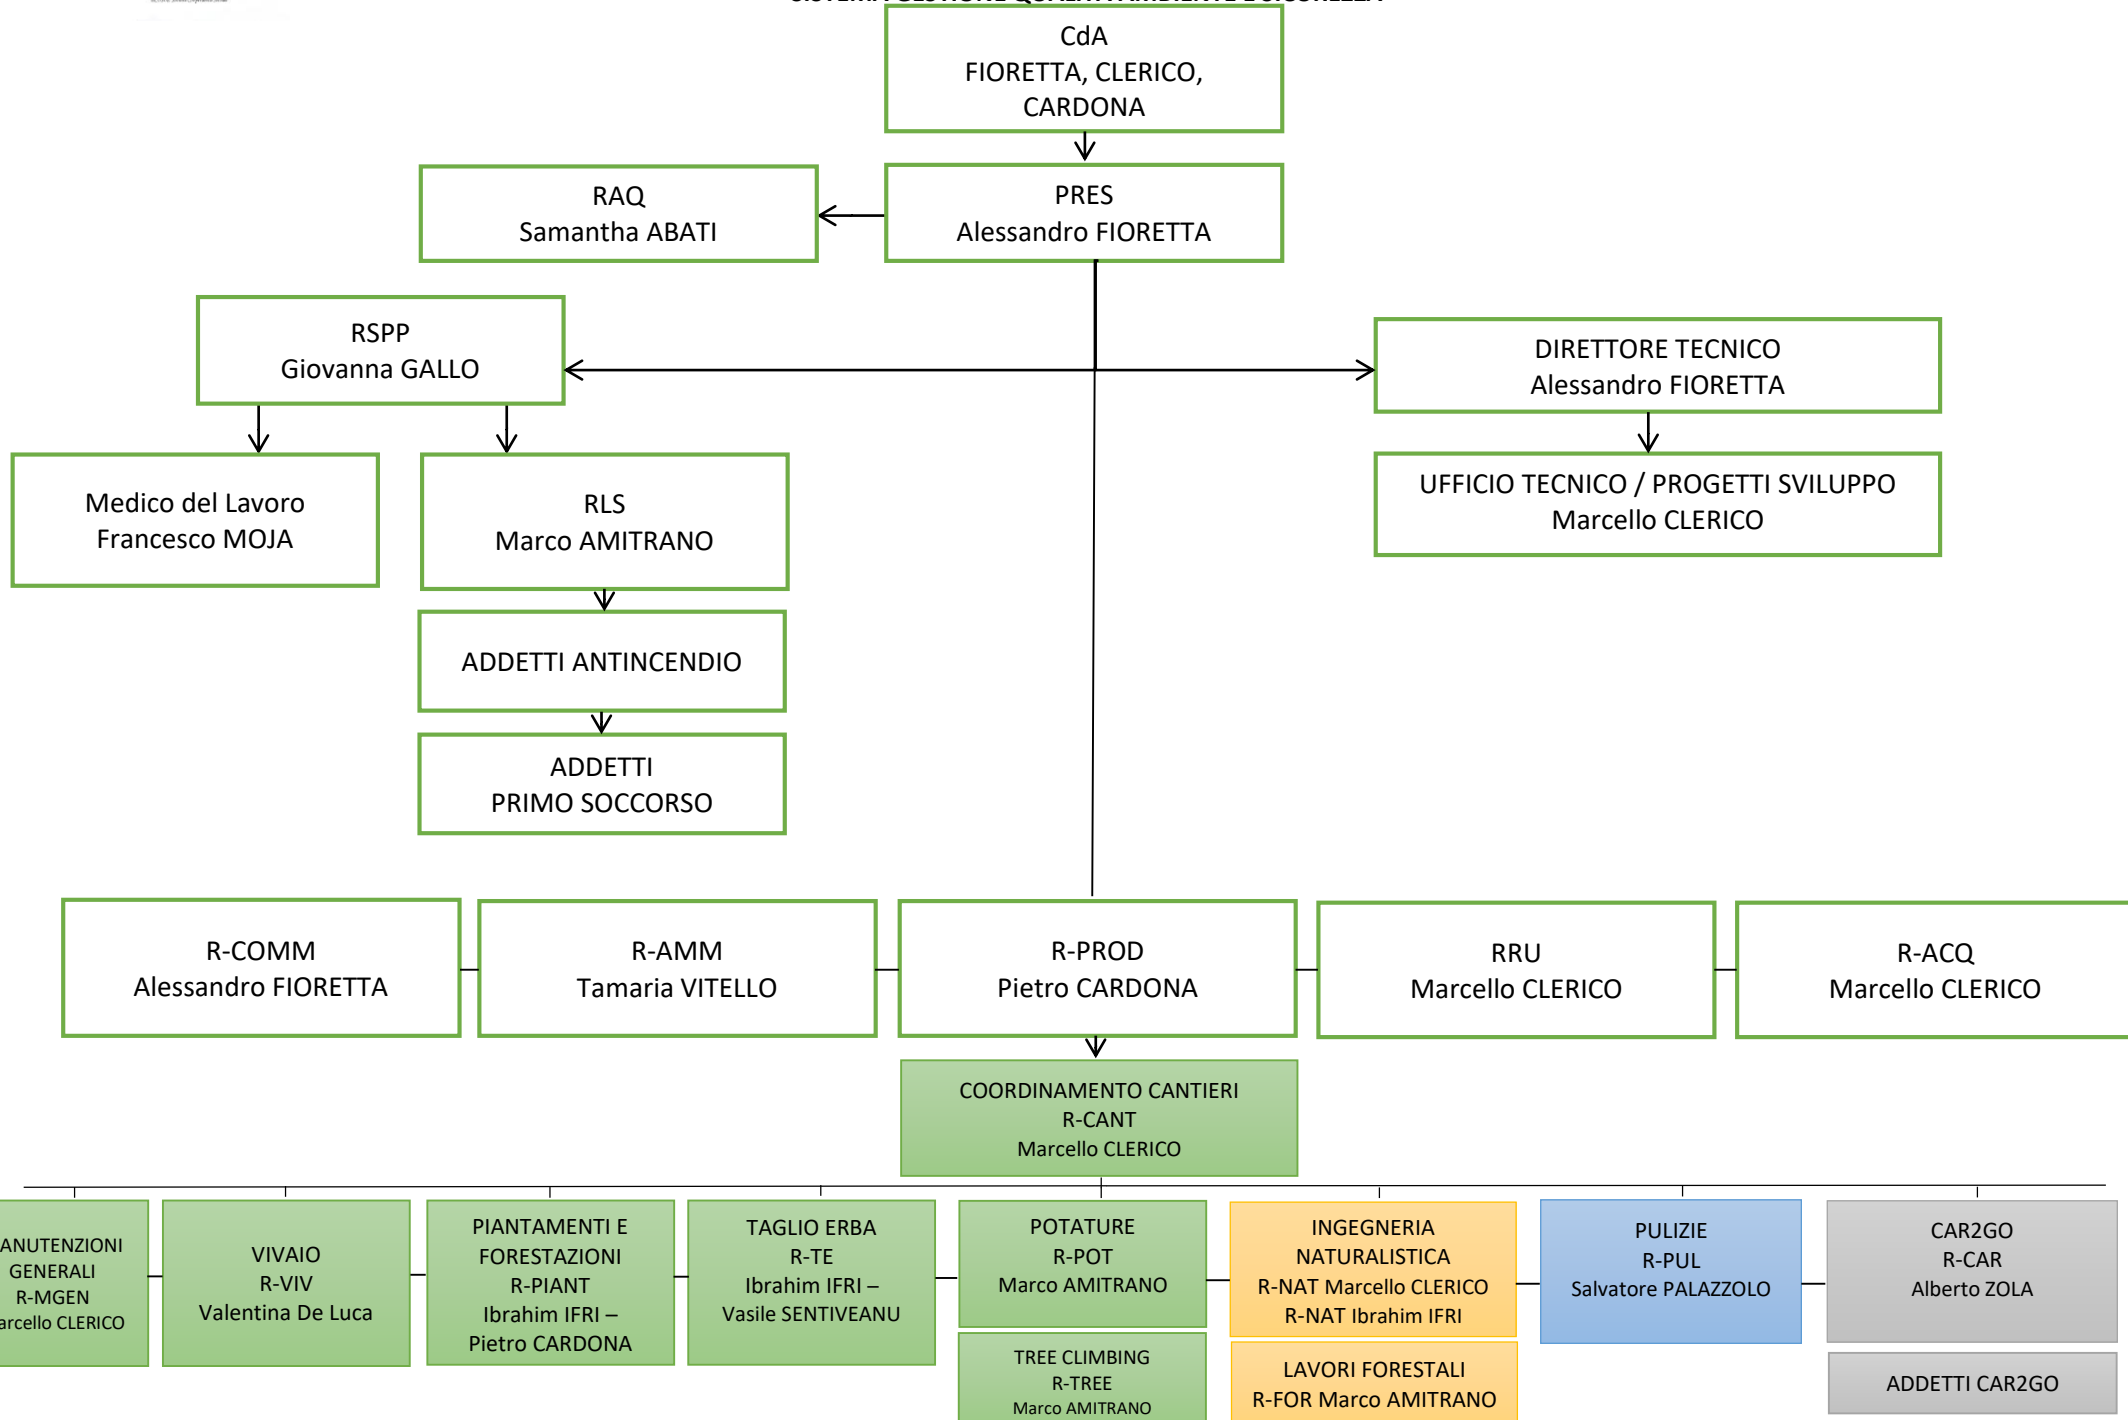 CdA
FIORETTA, CLERICO,
CARDONA
RAQ
Samantha ABATI
PRES
Alessandro FIORETTA
RSPP
Giovanna GALLO
DIRETTORE TECNICO
Alessandro FIORETTA
Medico del Lavoro
Francesco MOJA
RLS
Marco AMITRANO
UFFICIO TECNICO / PROGETTI SVILUPPO
Marcello CLERICO
ADDETTI ANTINCENDIO
ADDETTI
PRIMO SOCCORSO
R-COMM
Alessandro FIORETTA
R-AMM
Tamaria VITELLO
R-PROD
Pietro CARDONA
RRU
Marcello CLERICO
R-ACQ
Marcello CLERICO
COORDINAMENTO CANTIERI
R-CANT
Marcello CLERICO
ANUTENZIONI
GENERALI
R-MGEN
arcello CLERICO
VIVAIO
R-VIV
Valentina De Luca
PIANTAMENTI E
FORESTAZIONI
R-PIANT
Ibrahim IFRI –
Pietro CARDONA
TAGLIO ERBA
R-TE
Ibrahim IFRI –
Vasile SENTIVEANU
POTATURE
R-POT
Marco AMITRANO
TREE CLIMBING
R-TREE
Marco AMITRANO
INGEGNERIA
NATURALISTICA
R-NAT Marcello CLERICO
R-NAT Ibrahim IFRI
LAVORI FORESTALI
R-FOR Marco AMITRANO
PULIZIE
R-PUL
Salvatore PALAZZOLO
CAR2GO
R-CAR
Alberto ZOLA
ADDETTI CAR2GO